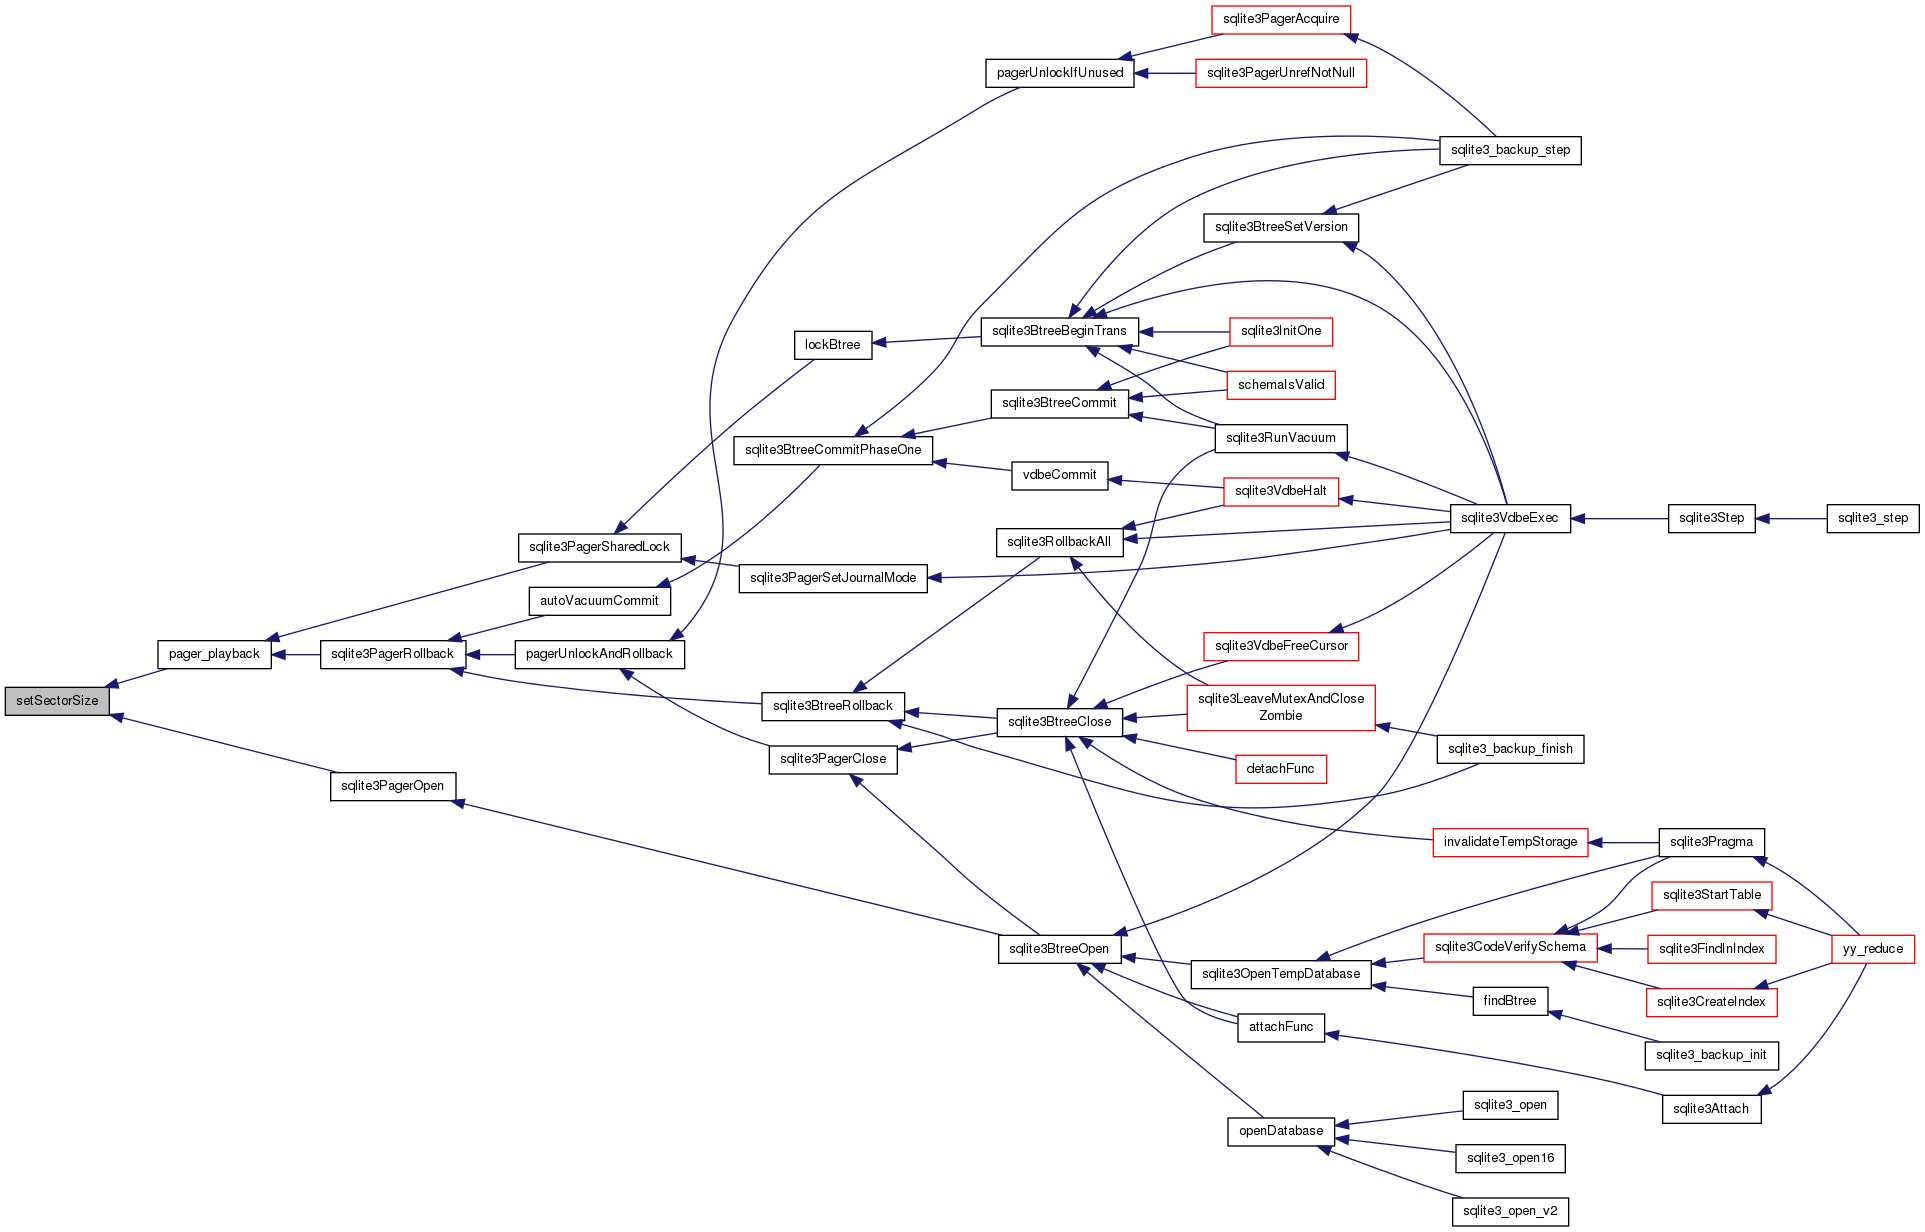 sqlite3PagerAcquire
pagerUnlockIfUnused
sqlite3PagerUnrefNotNull
sqlite3_backup_step
sqlite3BtreeSetVersion
sqlite3BtreeBeginTrans
sqlite3InitOne
lockBtree
schemaIsValid
sqlite3BtreeCommit
sqlite3RunVacuum
sqlite3BtreeCommitPhaseOne
vdbeCommit
sqlite3VdbeHalt
sqlite3VdbeExec
sqlite3Step
sqlite3_step
sqlite3RollbackAll
sqlite3PagerSharedLock
sqlite3PagerSetJournalMode
autoVacuumCommit
sqlite3VdbeFreeCursor
pager_playback
sqlite3PagerRollback
pagerUnlockAndRollback
setSectorSize
sqlite3BtreeRollback
sqlite3LeaveMutexAndClose
Zombie
sqlite3BtreeClose
sqlite3_backup_finish
sqlite3PagerClose
detachFunc
sqlite3PagerOpen
invalidateTempStorage
sqlite3Pragma
sqlite3StartTable
sqlite3BtreeOpen
sqlite3CodeVerifySchema
sqlite3FindInIndex
yy_reduce
sqlite3OpenTempDatabase
findBtree
sqlite3CreateIndex
attachFunc
sqlite3_backup_init
sqlite3_open
sqlite3Attach
openDatabase
sqlite3_open16
sqlite3_open_v2